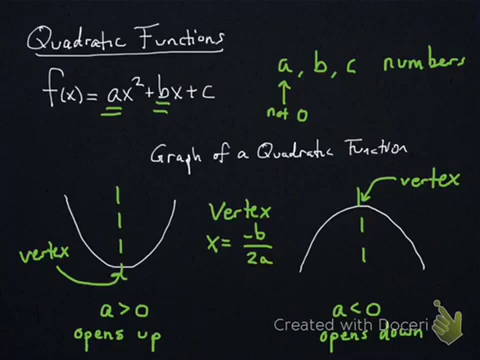 Quadratic Functions
f(x) = ax²+bx+c
a, b, c numbers
not 0
Graph of a Quadratic Function
vertex
Vertex
x = -b/2a
vertex
a > 0
opens up
a < 0
opens down
Created with Doceri